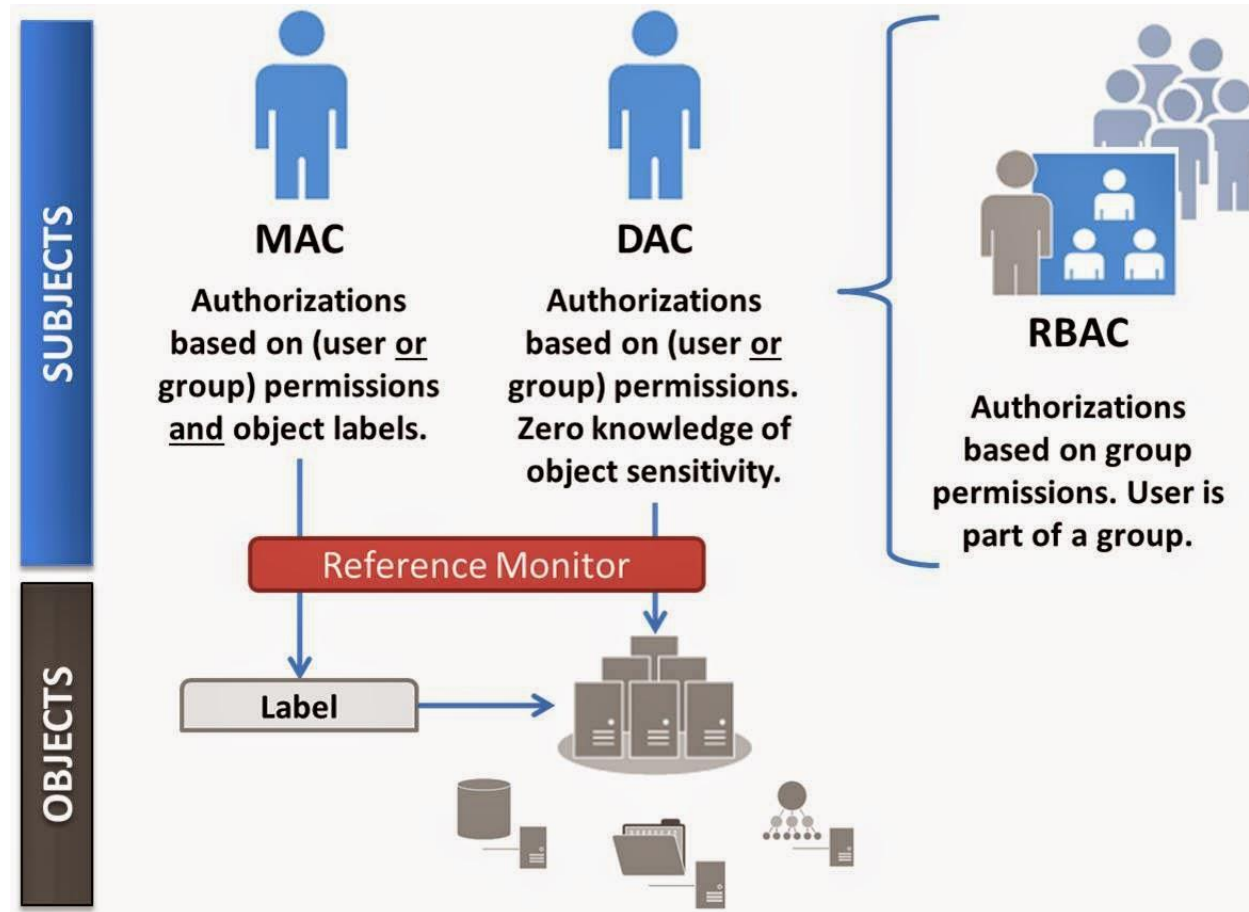 SUBJECTS
MAC
Authorizations
based on (user or
group) permissions
and object labels.
DAC
Authorizations
based on (user or
group) permissions.
Zero knowledge of
object sensitivity.
RBAC
Authorizations
based on group
permissions. User is
part of a group.
Reference Monitor
OBJECTS
Label